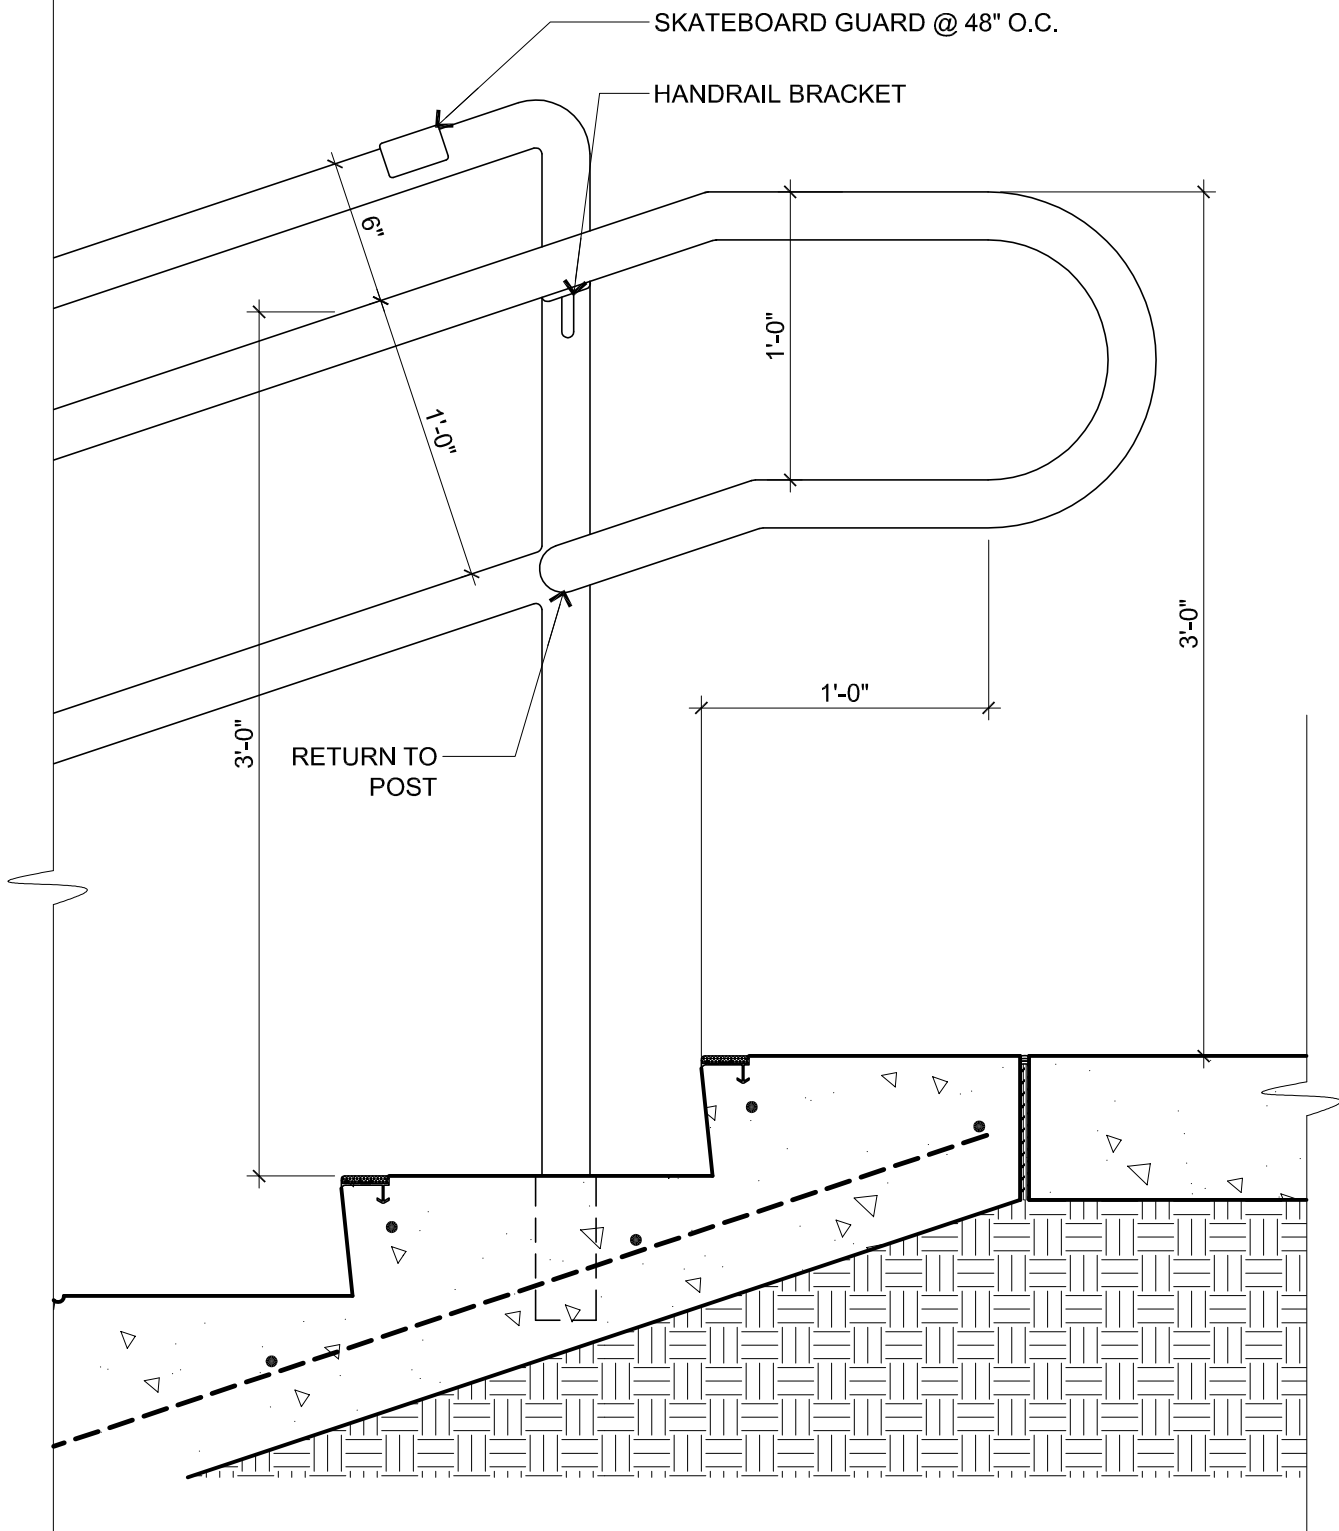 SKATEBOARD GUARD @ 48" O.C.
HANDRAIL BRACKET
6"
1'-0"
1'-0"
3'-0"
1'-0"
3'-0"
RETURN TO
POST